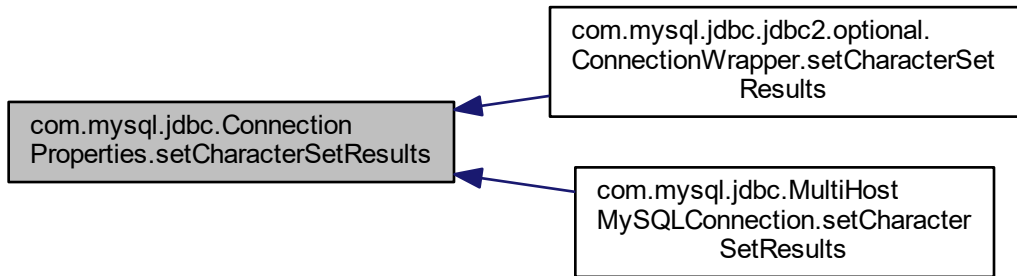 com.mysql.jdbc.jdbc2.optional.
ConnectionWrapper.setCharacterSet
Results
com.mysql.jdbc.Connection
Properties.setCharacterSetResults
com.mysql.jdbc.MultiHost
MySQLConnection.setCharacter
SetResults